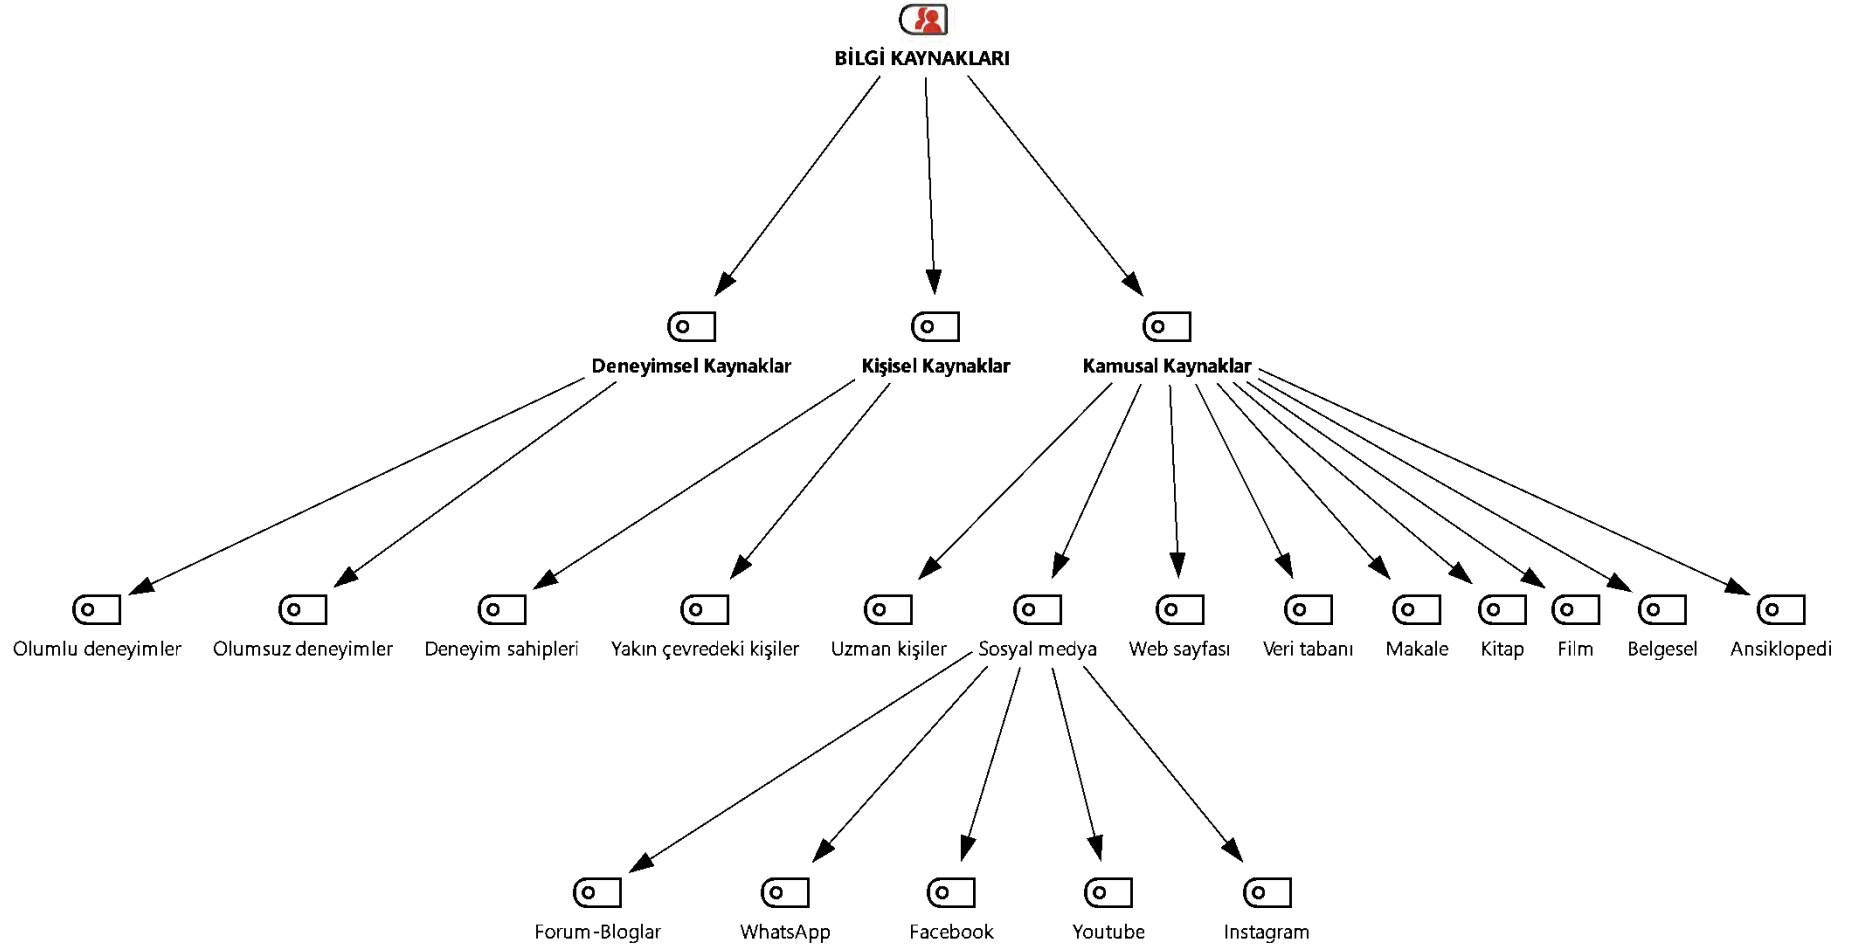 BİLGİ KAYNAKLARI
Deneyimsel Kaynaklar
Kişisel Kaynaklar
Kamusal Kaynaklar
Olumlu deneyimler
Olumsuz deneyimler
Deneyim sahipleri
Yakın çevredeki kişiler
Uzman kişiler
Sosyal medya
Web sayfası
Veri tabanı
Makale
Kitap
Film
Belgesel
Ansiklopedi
Forum-Bloglar
WhatsApp
Facebook
Youtube
Instagram